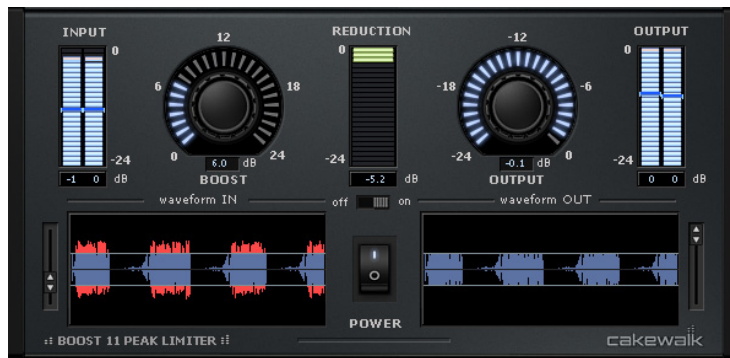 INPUT
0
-24
-1 0 dB
12
6
18
0
24
6.0 dB
BOOST
REDUCTION
0
-24
-5.2 dB
off on
-12
-18
-6
-24
0
-0.1 dB
OUTPUT
OUTPUT
0
-24
0 0 dB
waveform IN
waveform OUT
POWER
BOOST 11 PEAK LIMITER
cakewalk